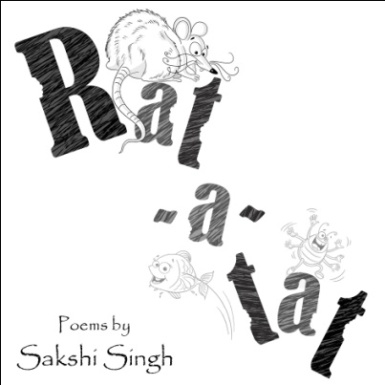 Rat
-a-
tat
Poems by
Sakshi Singh